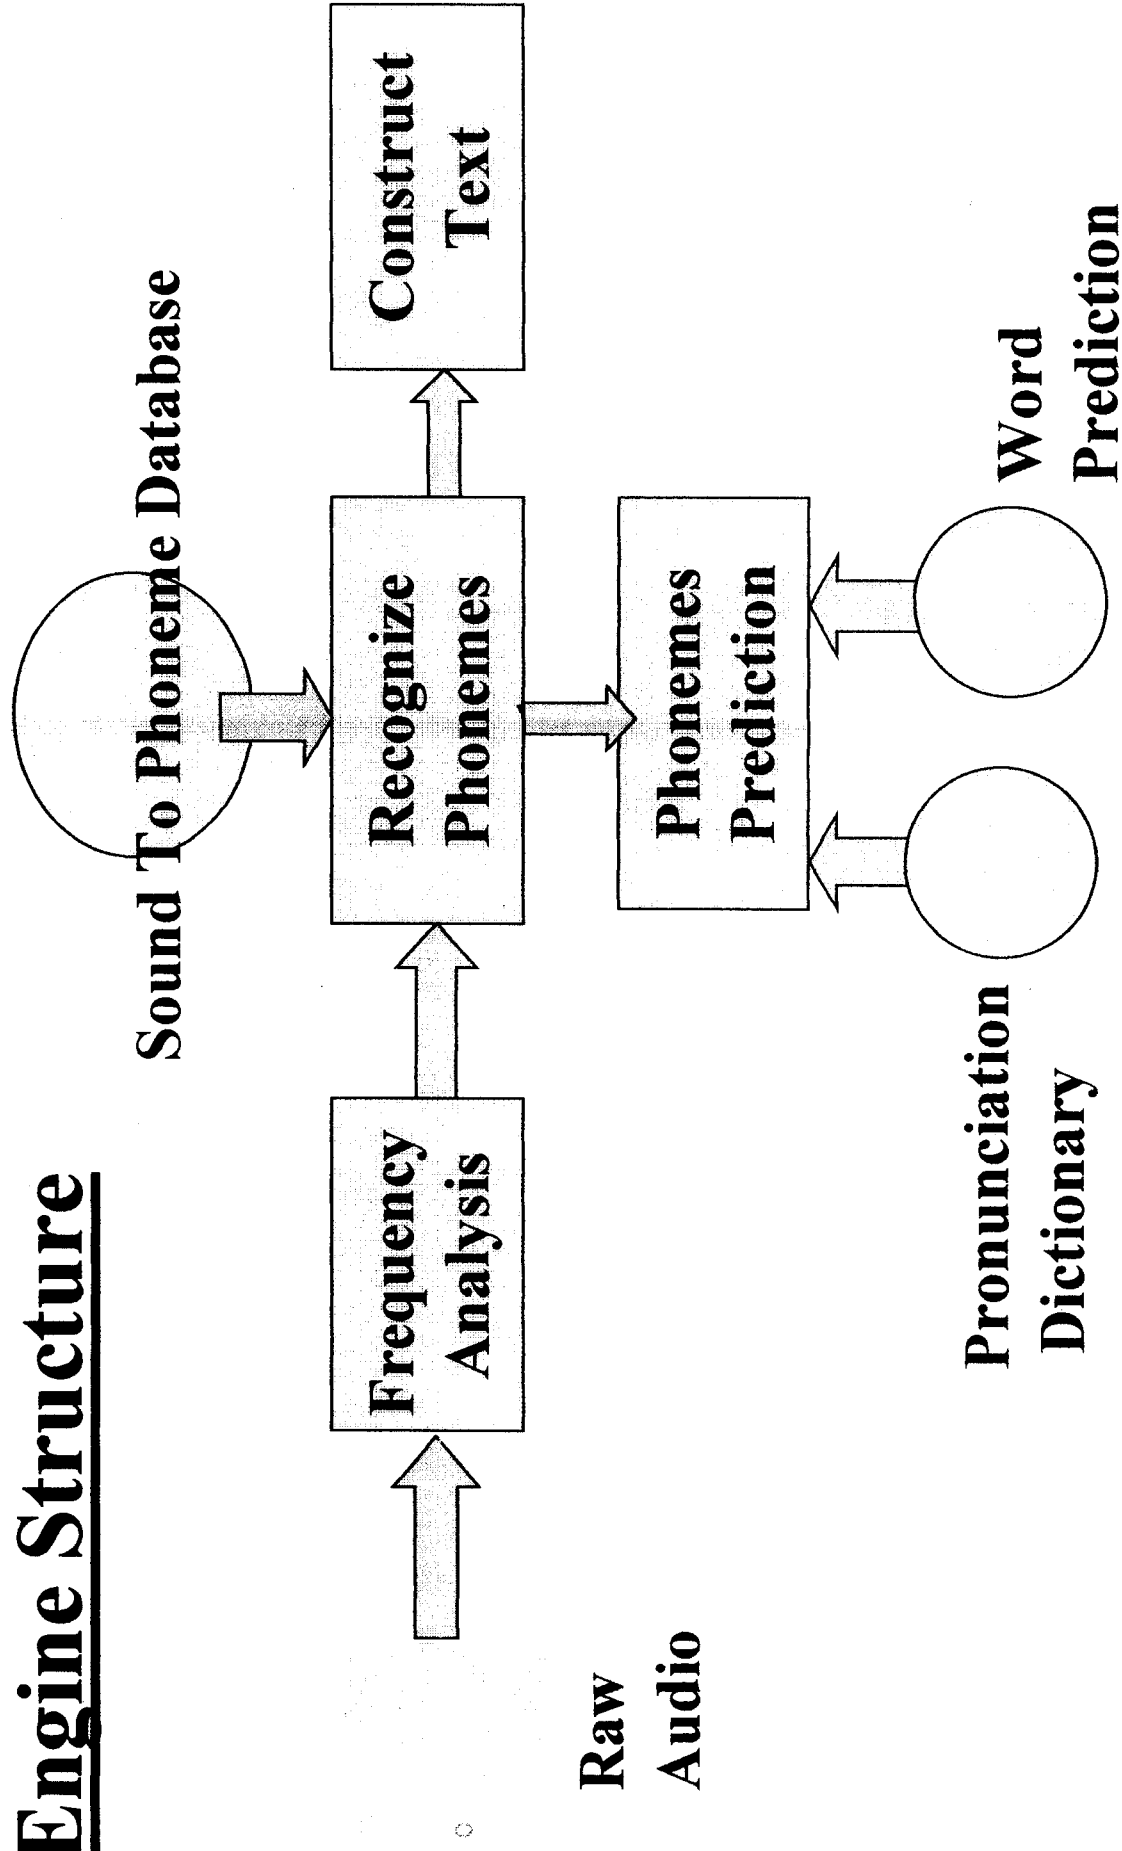 Engine Structure
Sound To Phoneme Database
Raw
Audio
Frequency
Analysis
Recognize
Phonemes
Construct
Text
Phonemes
Prediction
Pronunciation
Dictionary
Word
Prediction